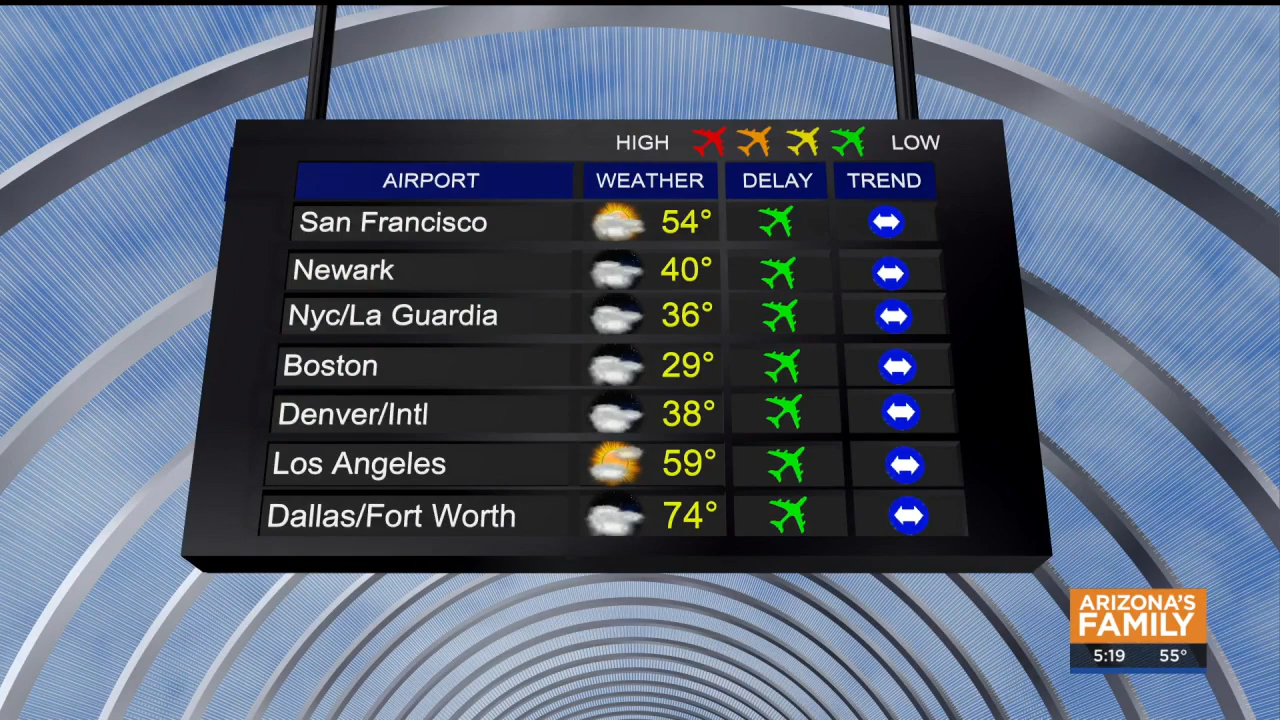 HIGH LOW
AIRPORT WEATHER DELAY TREND
San Francisco 54°
Newark 40°
Nyc/La Guardia 36°
Boston 29°
Denver/Intl 38°
Los Angeles 59°
Dallas/Fort Worth 74°
ARIZONA'S
FAMILY
5:19 55°